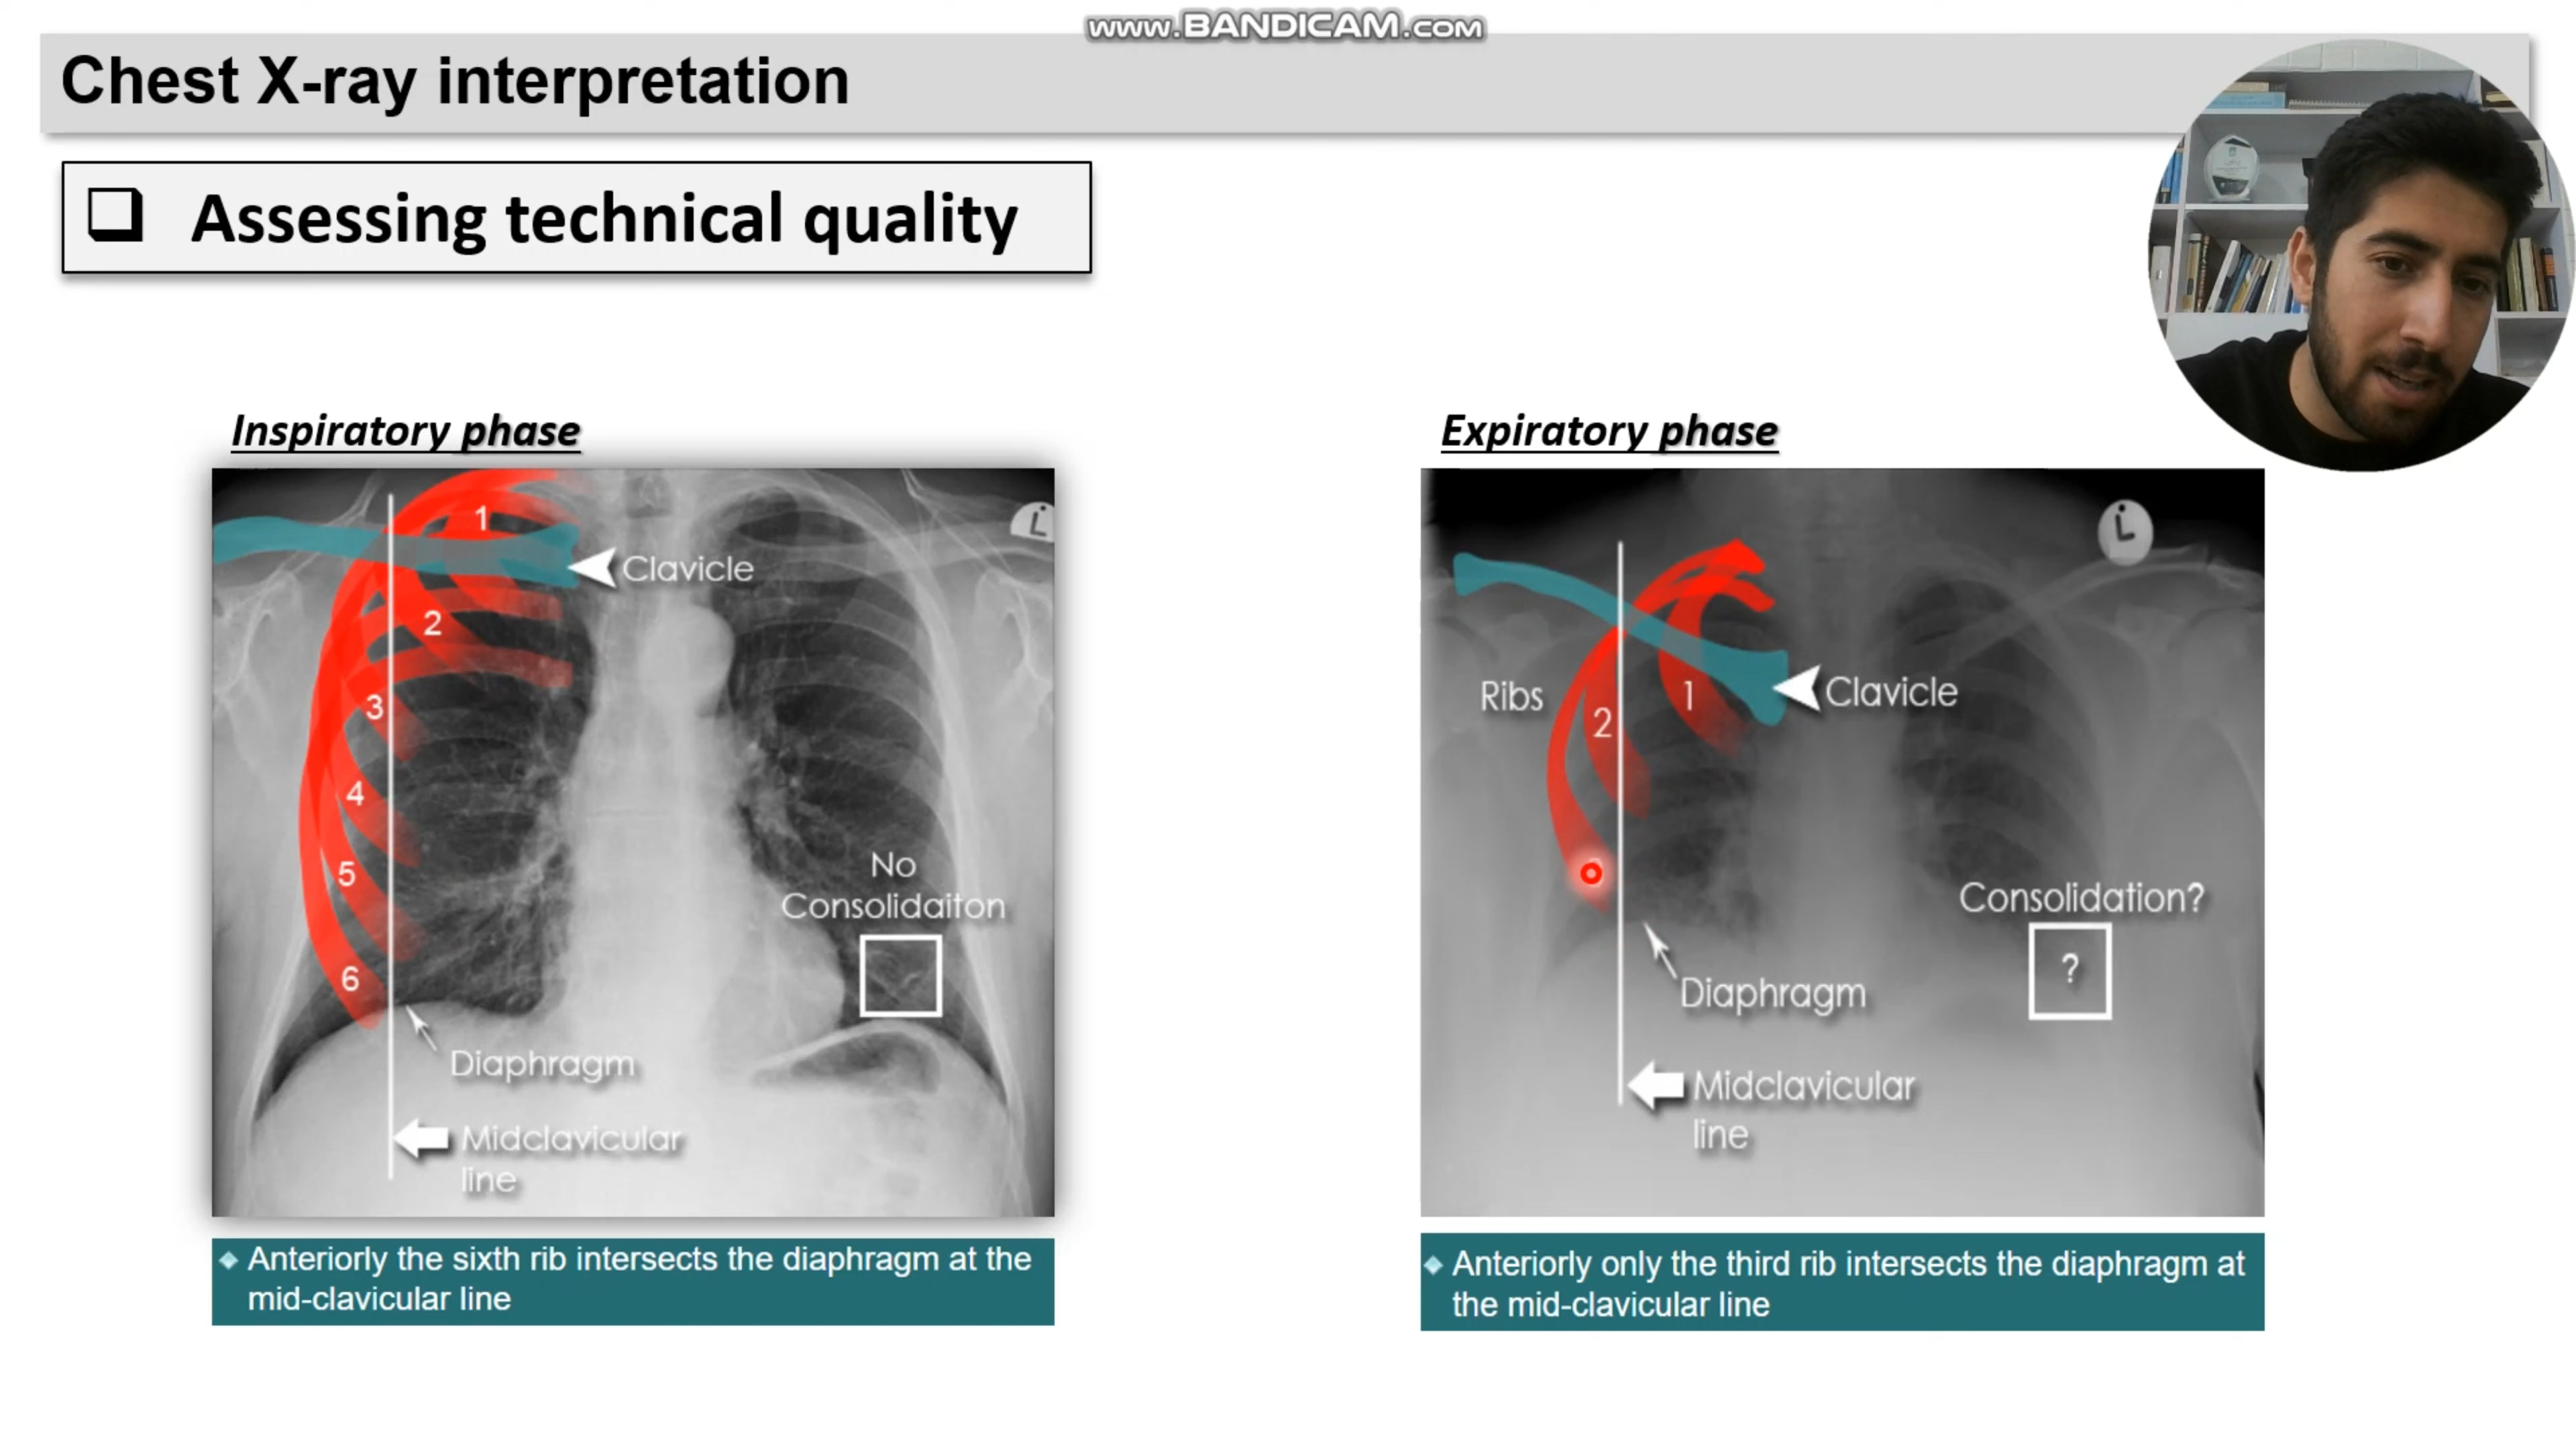 www.BANDICAM.com
Chest X-ray interpretation
Assessing technical quality
Inspiratory phase
1
Clavicle
2
3
4
5
6
No
Consolidaiton
Diaphragm
Midclavicular
line
L
Anteriorly the sixth rib intersects the diaphragm at the
mid-clavicular line
Expiratory phase
L
Ribs
1
2
Clavicle
Consolidation?
?
Diaphragm
Midclavicular
line
Anteriorly only the third rib intersects the diaphragm at
the mid-clavicular line